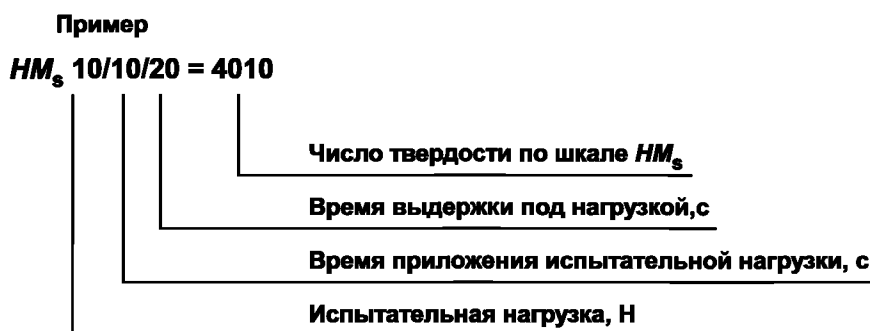 Пример
HMs 10/10/20 = 4010
Число твердости по шкале HMs
Время выдержки под нагрузкой,с
Время приложения испытательной нагрузки, с
Испытательная нагрузка, Н